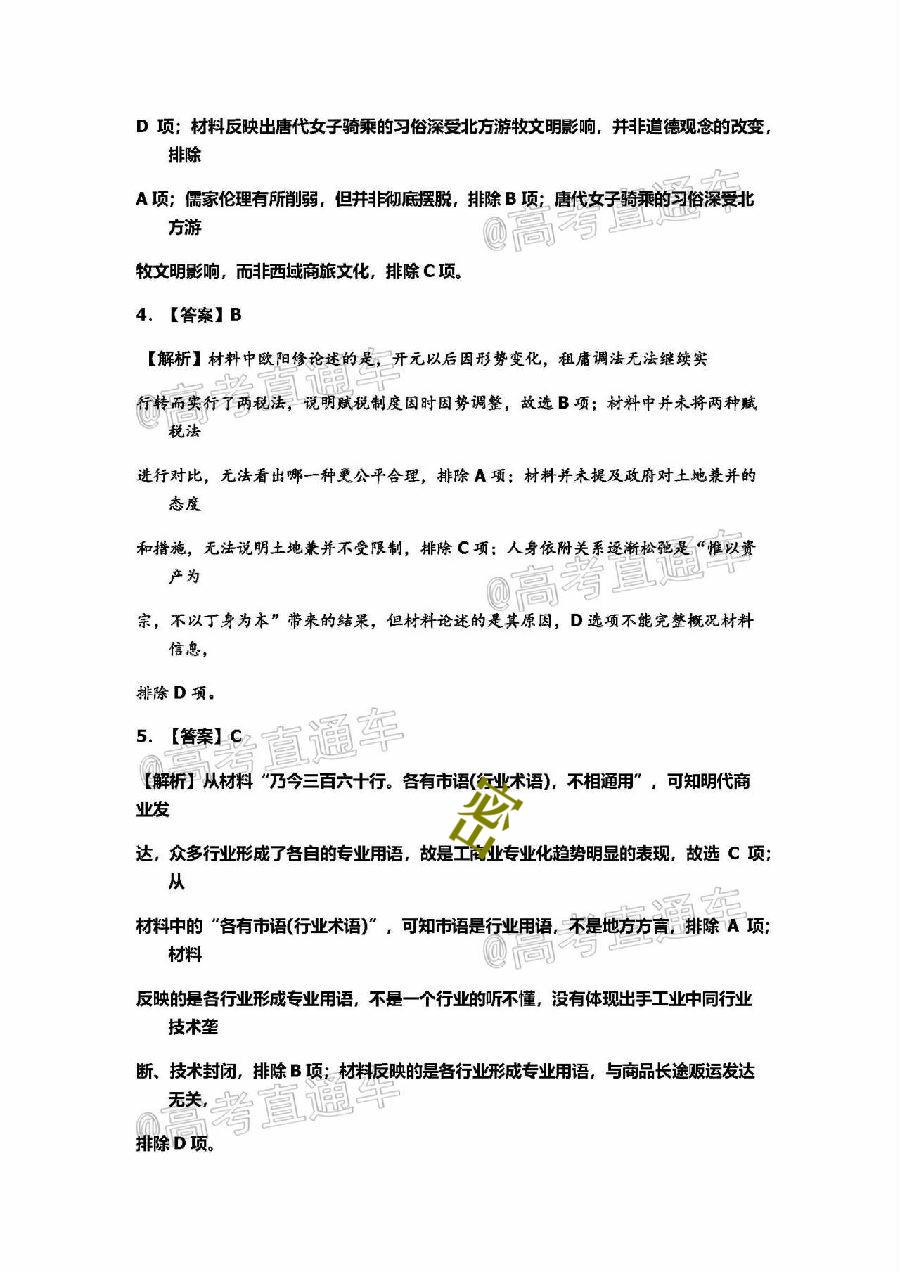 D 项；材料反映出唐代女子骑乘的习俗深受北方游牧文明影响，并非道德观念的改变，
排除
A 项；儒家伦理有所削弱，但并非彻底摆脱，排除 B 项；唐代女子骑乘的习俗深受北
方游
@高考直通车
牧文明影响，而非西域商旅文化，排除 C 项。
4．【答案】B
【解析】材料中欧阳修论述的是，开元以后因形势变化，租庸调法无法继续实
@高考直通车
行转而实行了两税法，说明赋税制度因时因势调整，故选 B 项；材料中并未将两种赋
税法
进行对比，无法看出哪一种更公平合理，排除 A 项；材料并未提及政府对土地兼并的
态度
和措施，无法说明土地兼并不受限制，排除 C 项；人身依附关系逐渐松弛是“惟以资
产为
@高考直通车
宗，不以丁身为本”带来的结果，但材料论述的是其原因，D 选项不能完整概况材料
信息，
排除 D 项。
5．【答案】C
@高考直通车
【解析】从材料“乃今三百六十行。各有市语(行业术语)，不相通用”，可知明代商
业发
密
达，众多行业形成了各自的专业用语，故是工商业专业化趋势明显的表现，故选 C 项；
从
材料中的“各有市语(行业术语)”，可知市语是行业用语，不是地方方言，排除 A 项；
材料
@高考直通车
反映的是各行业形成专业用语，不是一个行业的听不懂，没有体现出手工业中同行业
技术垄
断、技术封闭，排除 B 项；材料反映的是各行业形成专业用语，与商品长途贩运发达
无关，
@高考直通车
排除 D 项。